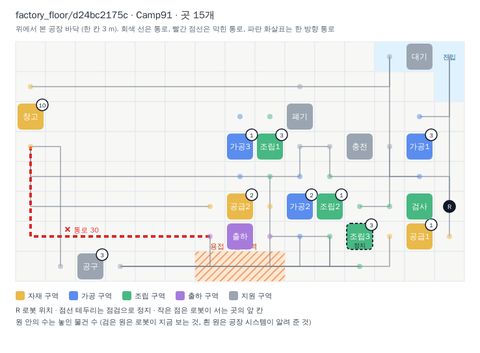 factory_floor/d24bc2175c · Camp91 · 곳 15개
위에서 본 공장 바닥 (한 칸 3 m). 회색 선은 통로, 빨간 점선은 막힌 통로, 파란 화살표는 한 방향 통로
대기
진입
창고
10
폐기
가공3
1
조립1
3
충전
가공1
3
공급2
2
가공2
2
조립2
1
검사
R
✕ 통로 30
출하
조립3
3
정지
공급1
1
용접
역
공구
3
자재 구역
가공 구역
조립 구역
출하 구역
지원 구역
R 로봇 위치 · 점선 테두리는 점검으로 정지 · 작은 점은 로봇이 서는 곳의 앞 칸
원 안의 수는 놓인 물건 수 (검은 원은 로봇이 지금 보는 것, 흰 원은 공장 시스템이 알려 준 것)